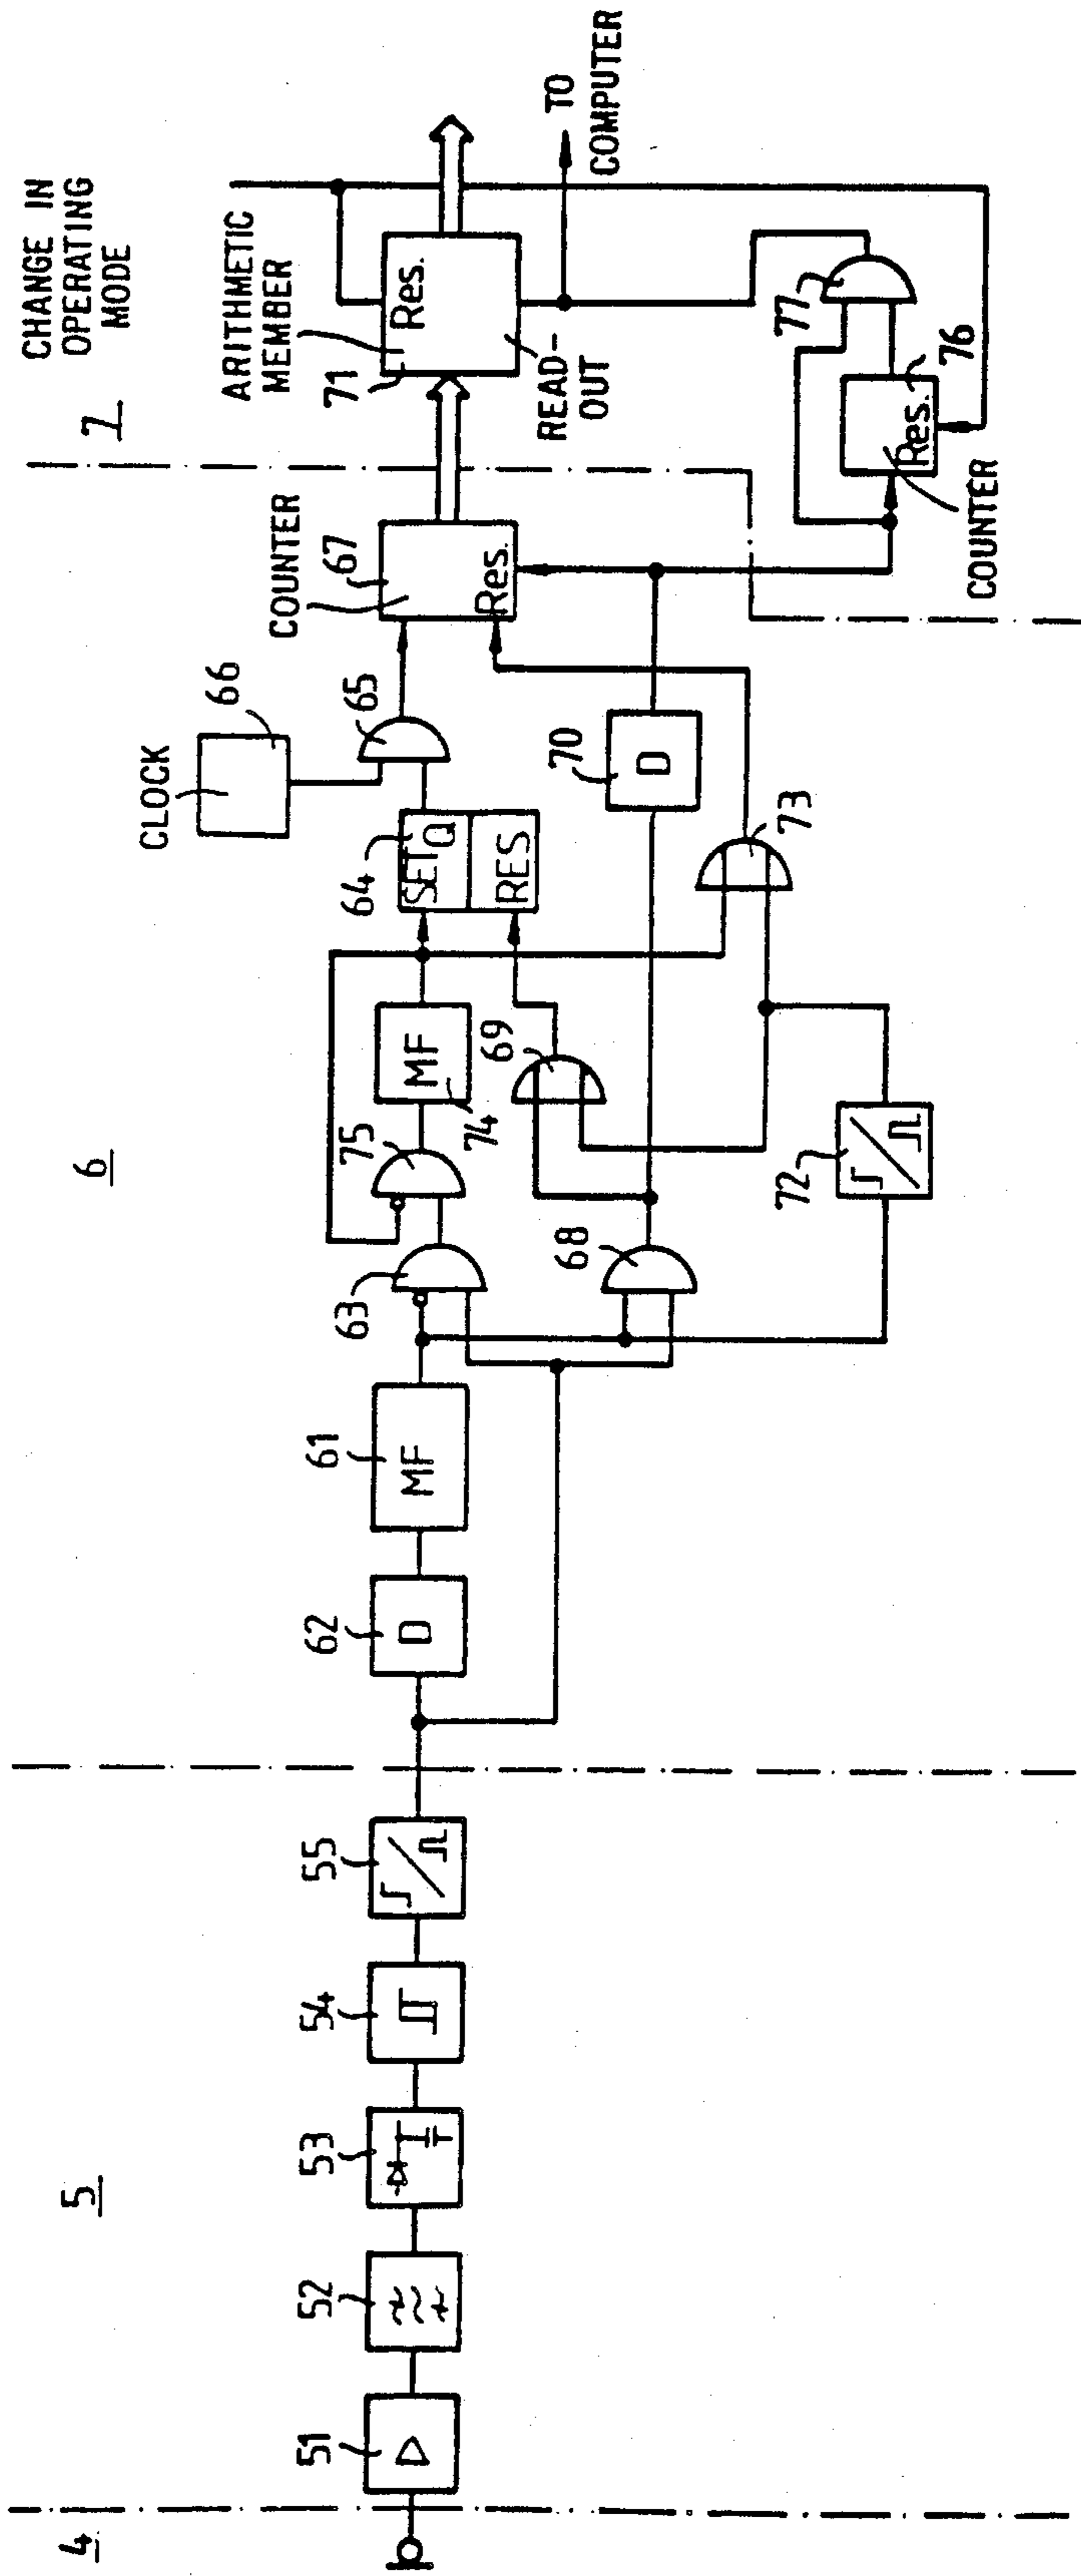 4
5
6
7
CHANGE IN
OPERATING
MODE
51
52
53
54
55
62
D
61
MF
63
75
74
MF
64
SET
Q
RES
CLOCK
66
65
COUNTER
67
Res.
ARITHMETIC
MEMBER
71
Res.
READ-
OUT
TO
COMPUTER
68
69
70
D
72
73
77
76
Res.
COUNTER